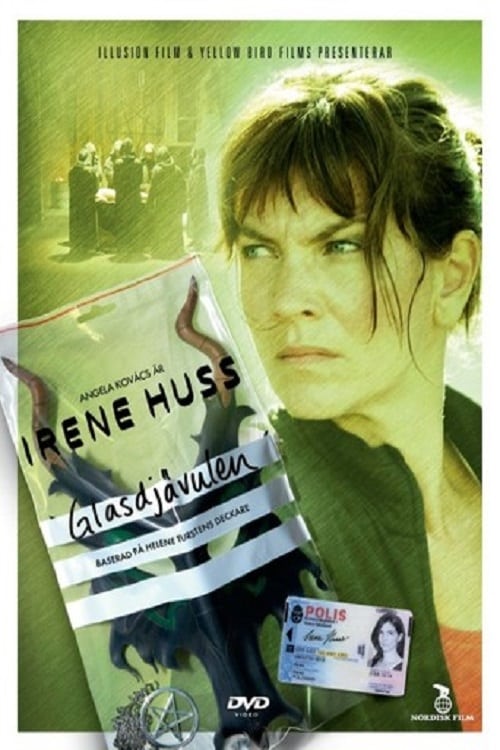 ILLUSION FILM & YELLOW BIRD FILMS PRESENTERAR
ANGELA KOVÁCS ÄR
IRENE HUSS
Glasdjävulen
BASERAD PÅ HELENE TURSTENS DECKARE
POLIS
DVD
VIDEO
NORDISK FILM